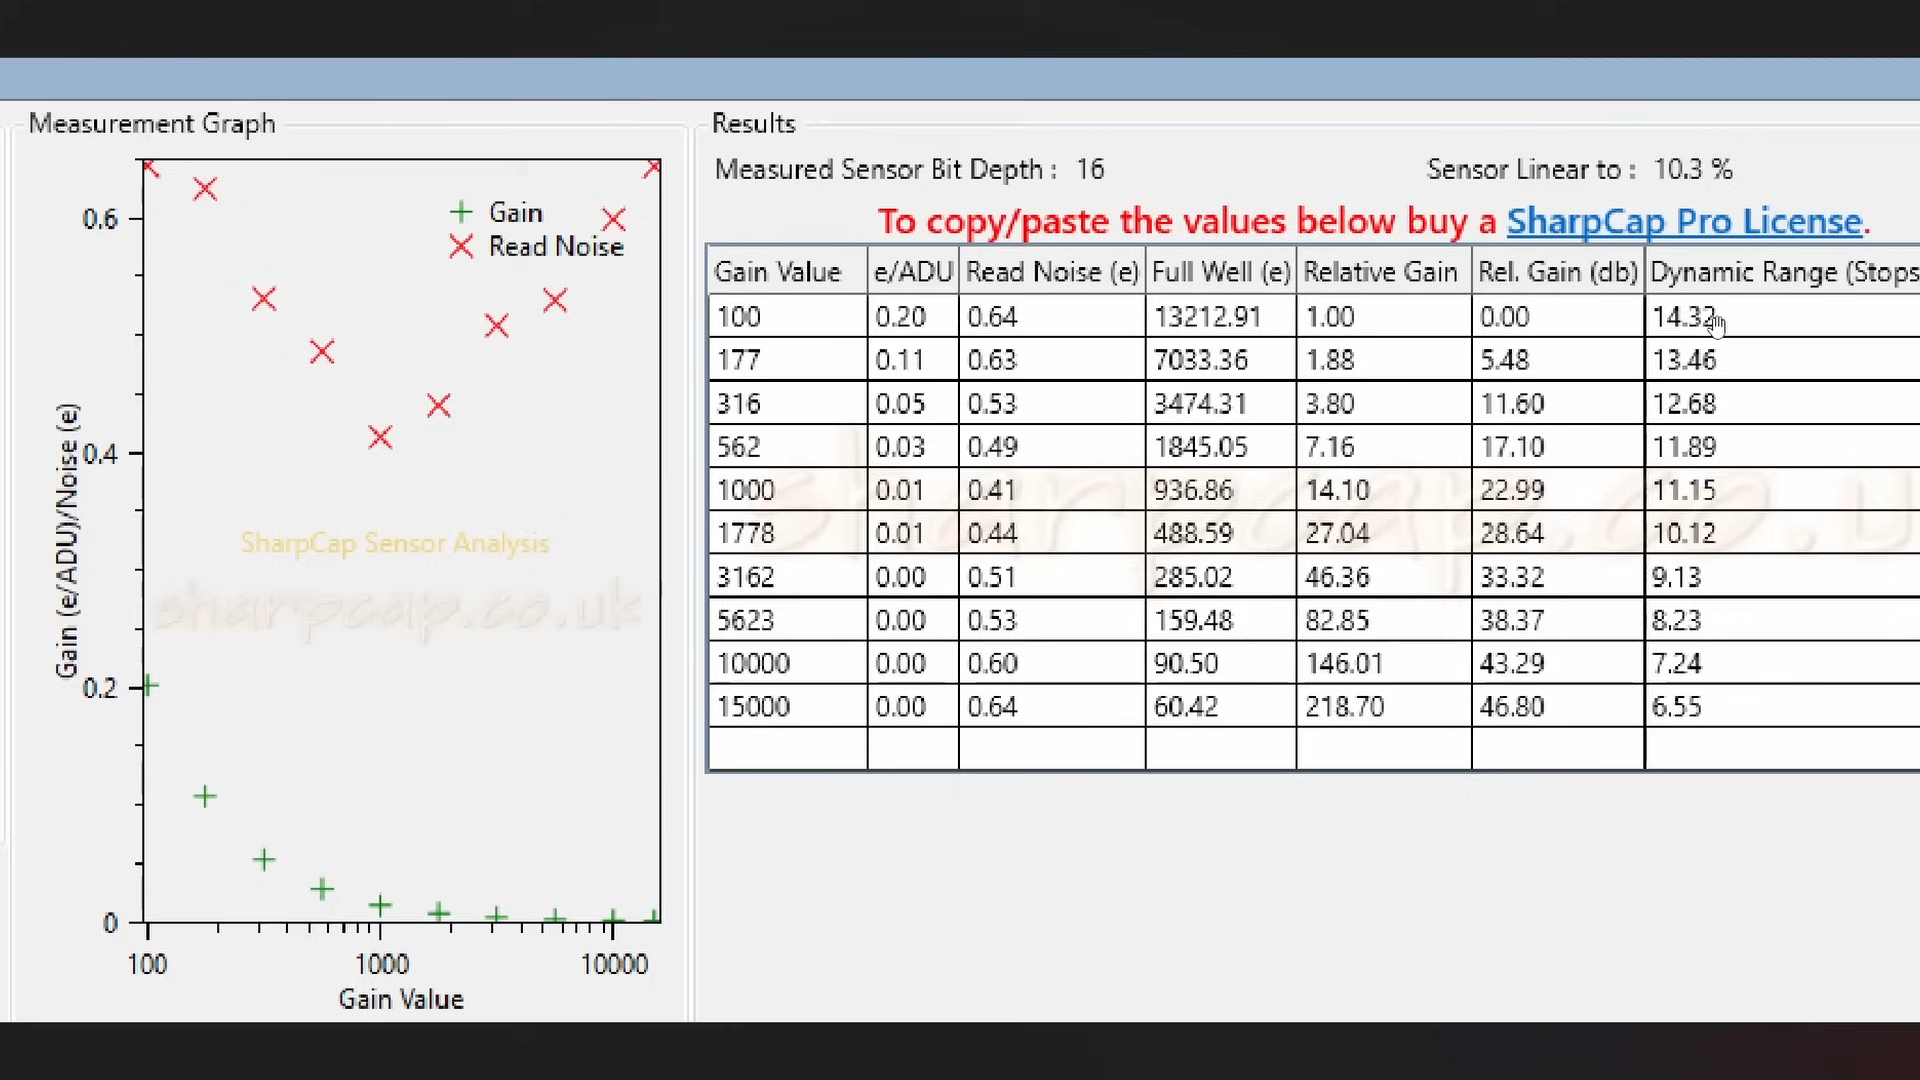 Measurement Graph
0.6
0.4
0.2
0
Gain (e/ADU)/Noise (e)
Gain
Read Noise
SharpCap Sensor Analysis
sharpcap.co.uk
100 1000 10000
Gain Value
Results
Measured Sensor Bit Depth : 16 Sensor Linear to : 10.3 %
To copy/paste the values below buy a SharpCap Pro License.
Gain Value e/ADU Read Noise (e) Full Well (e) Relative Gain Rel. Gain (db) Dynamic Range (Stops
100 0.20 0.64 13212.91 1.00 0.00 14.32
177 0.11 0.63 7033.36 1.88 5.48 13.46
316 0.05 0.53 3474.31 3.80 11.60 12.68
562 0.03 0.49 1845.05 7.16 17.10 11.89
1000 0.01 0.41 936.86 14.10 22.99 11.15
1778 0.01 0.44 488.59 27.04 28.64 10.12
3162 0.00 0.51 285.02 46.36 33.32 9.13
5623 0.00 0.53 159.48 82.85 38.37 8.23
10000 0.00 0.60 90.50 146.01 43.29 7.24
15000 0.00 0.64 60.42 218.70 46.80 6.55
sharpcap.co.u